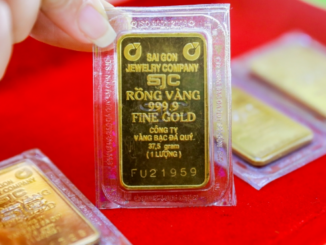 SAI GON
JEWELRY COMPANY
SJC
RỒNG VÀNG
999.9
FINE GOLD
CÔNG TY
VÀNG BẠC ĐÁ QUÝ
37,5 gram
(1 LƯỢNG)
FU21959